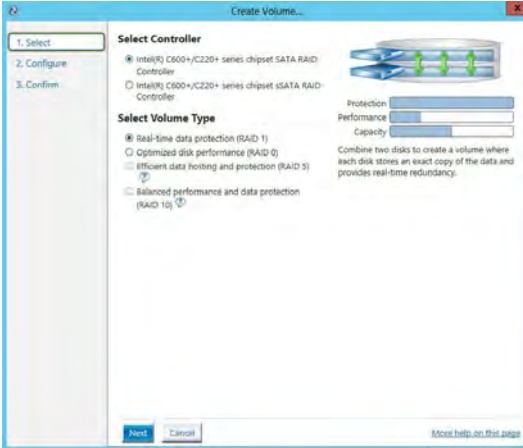 Create Volume...
X
1. Select
2. Configure
3. Confirm
Select Controller
Intel(R) C600+/C220+ series chipset SATA RAID
Controller
Intel(R) C600+/C220+ series chipset sSATA RAID
Controller
Select Volume Type
Real-time data protection (RAID 1)
Optimized disk performance (RAID 0)
Efficient data hosting and protection (RAID 5)
?
Balanced performance and data protection
(RAID 10) ?
Protection
Performance
Capacity
Combine two disks to create a volume where
each disk stores an exact copy of the data and
provides real-time redundancy.
Next
Cancel
More help on this page